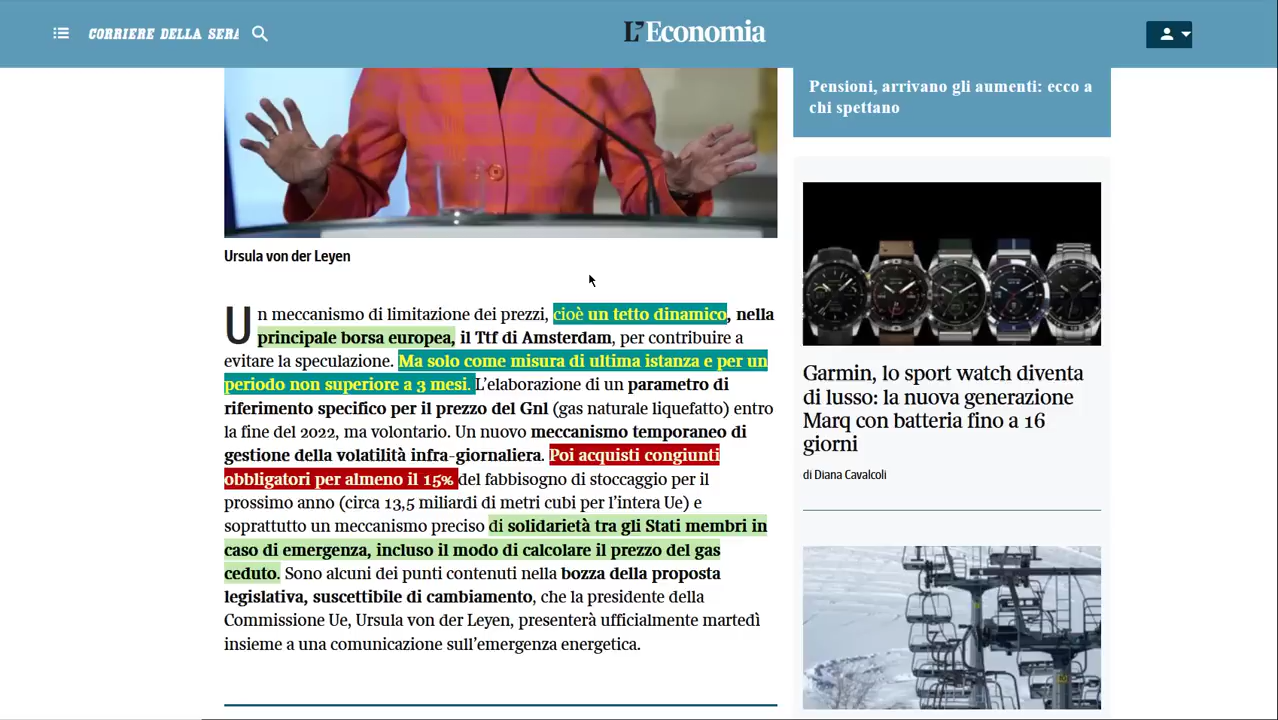 CORRIERE DELLA SERA
L'Economia
Pensioni, arrivano gli aumenti: ecco a
chi spettano
Ursula von der Leyen
Un meccanismo di limitazione dei prezzi, cioè un tetto dinamico, nella
principale borsa europea, il Ttf di Amsterdam, per contribuire a
evitare la speculazione. Ma solo come misura di ultima istanza e per un
periodo non superiore a 3 mesi. L’elaborazione di un parametro di
riferimento specifico per il prezzo del Gnl (gas naturale liquefatto) entro
la fine del 2022, ma volontario. Un nuovo meccanismo temporaneo di
gestione della volatilità infra-giornaliera. Poi acquisti congiunti
obbligatori per almeno il 15% del fabbisogno di stoccaggio per il
prossimo anno (circa 13,5 miliardi di metri cubi per l’intera Ue) e
soprattutto un meccanismo preciso di solidarietà tra gli Stati membri in
caso di emergenza, incluso il modo di calcolare il prezzo del gas
ceduto. Sono alcuni dei punti contenuti nella bozza della proposta
legislativa, suscettibile di cambiamento, che la presidente della
Commissione Ue, Ursula von der Leyen, presenterà ufficialmente martedì
insieme a una comunicazione sull’emergenza energetica.
Garmin, lo sport watch diventa
di lusso: la nuova generazione
Marq con batteria fino a 16
giorni
di Diana Cavalcoli